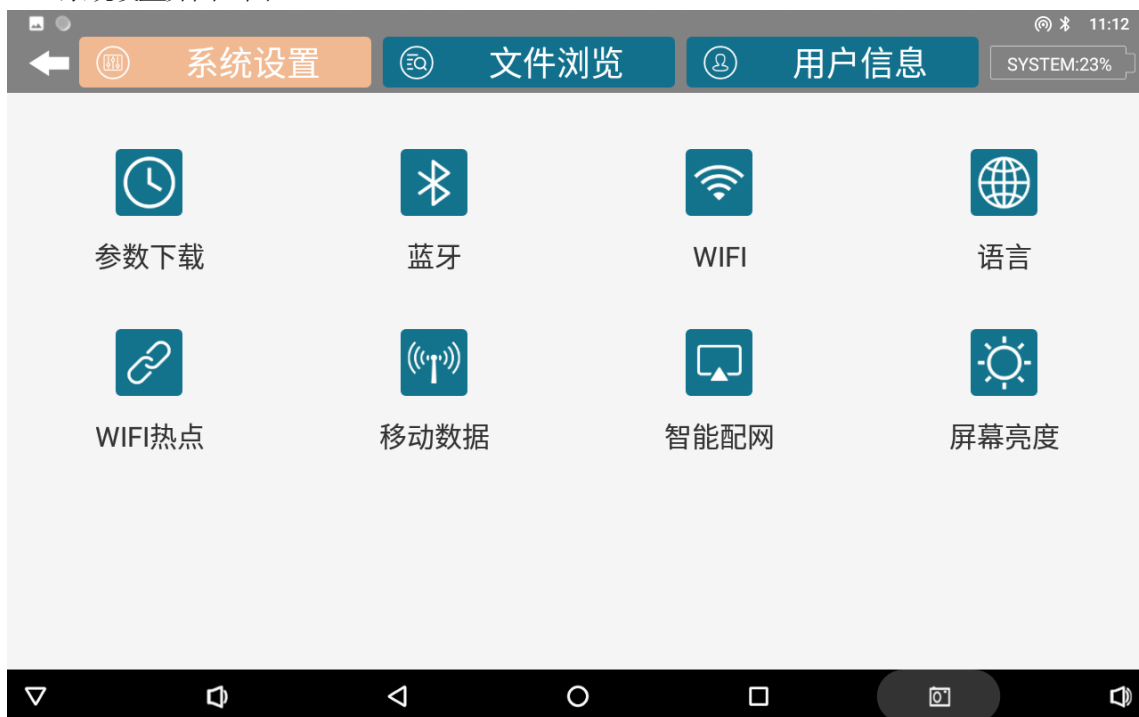 11:12
系统设置 文件浏览 用户信息 SYSTEM:23%
参数下载 蓝牙 WIFI 语言
WIFI热点 移动数据 智能配网 屏幕亮度